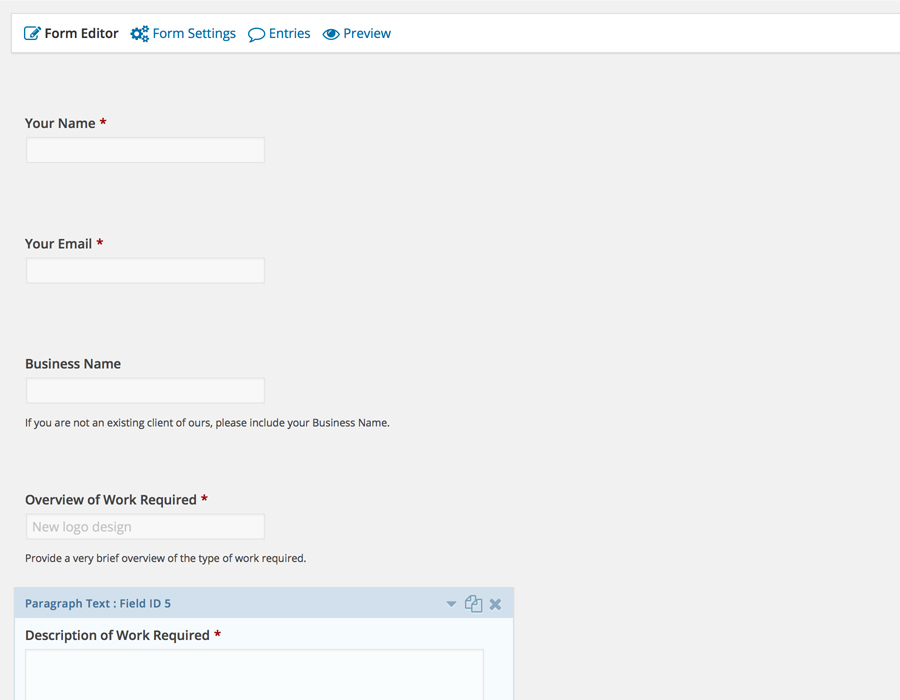 Form Editor Form Settings Entries Preview
Your Name *
Your Email *
Business Name
If you are not an existing client of ours, please include your Business Name.
Overview of Work Required *
New logo design
Provide a very brief overview of the type of work required.
Paragraph Text : Field ID 5
Description of Work Required *